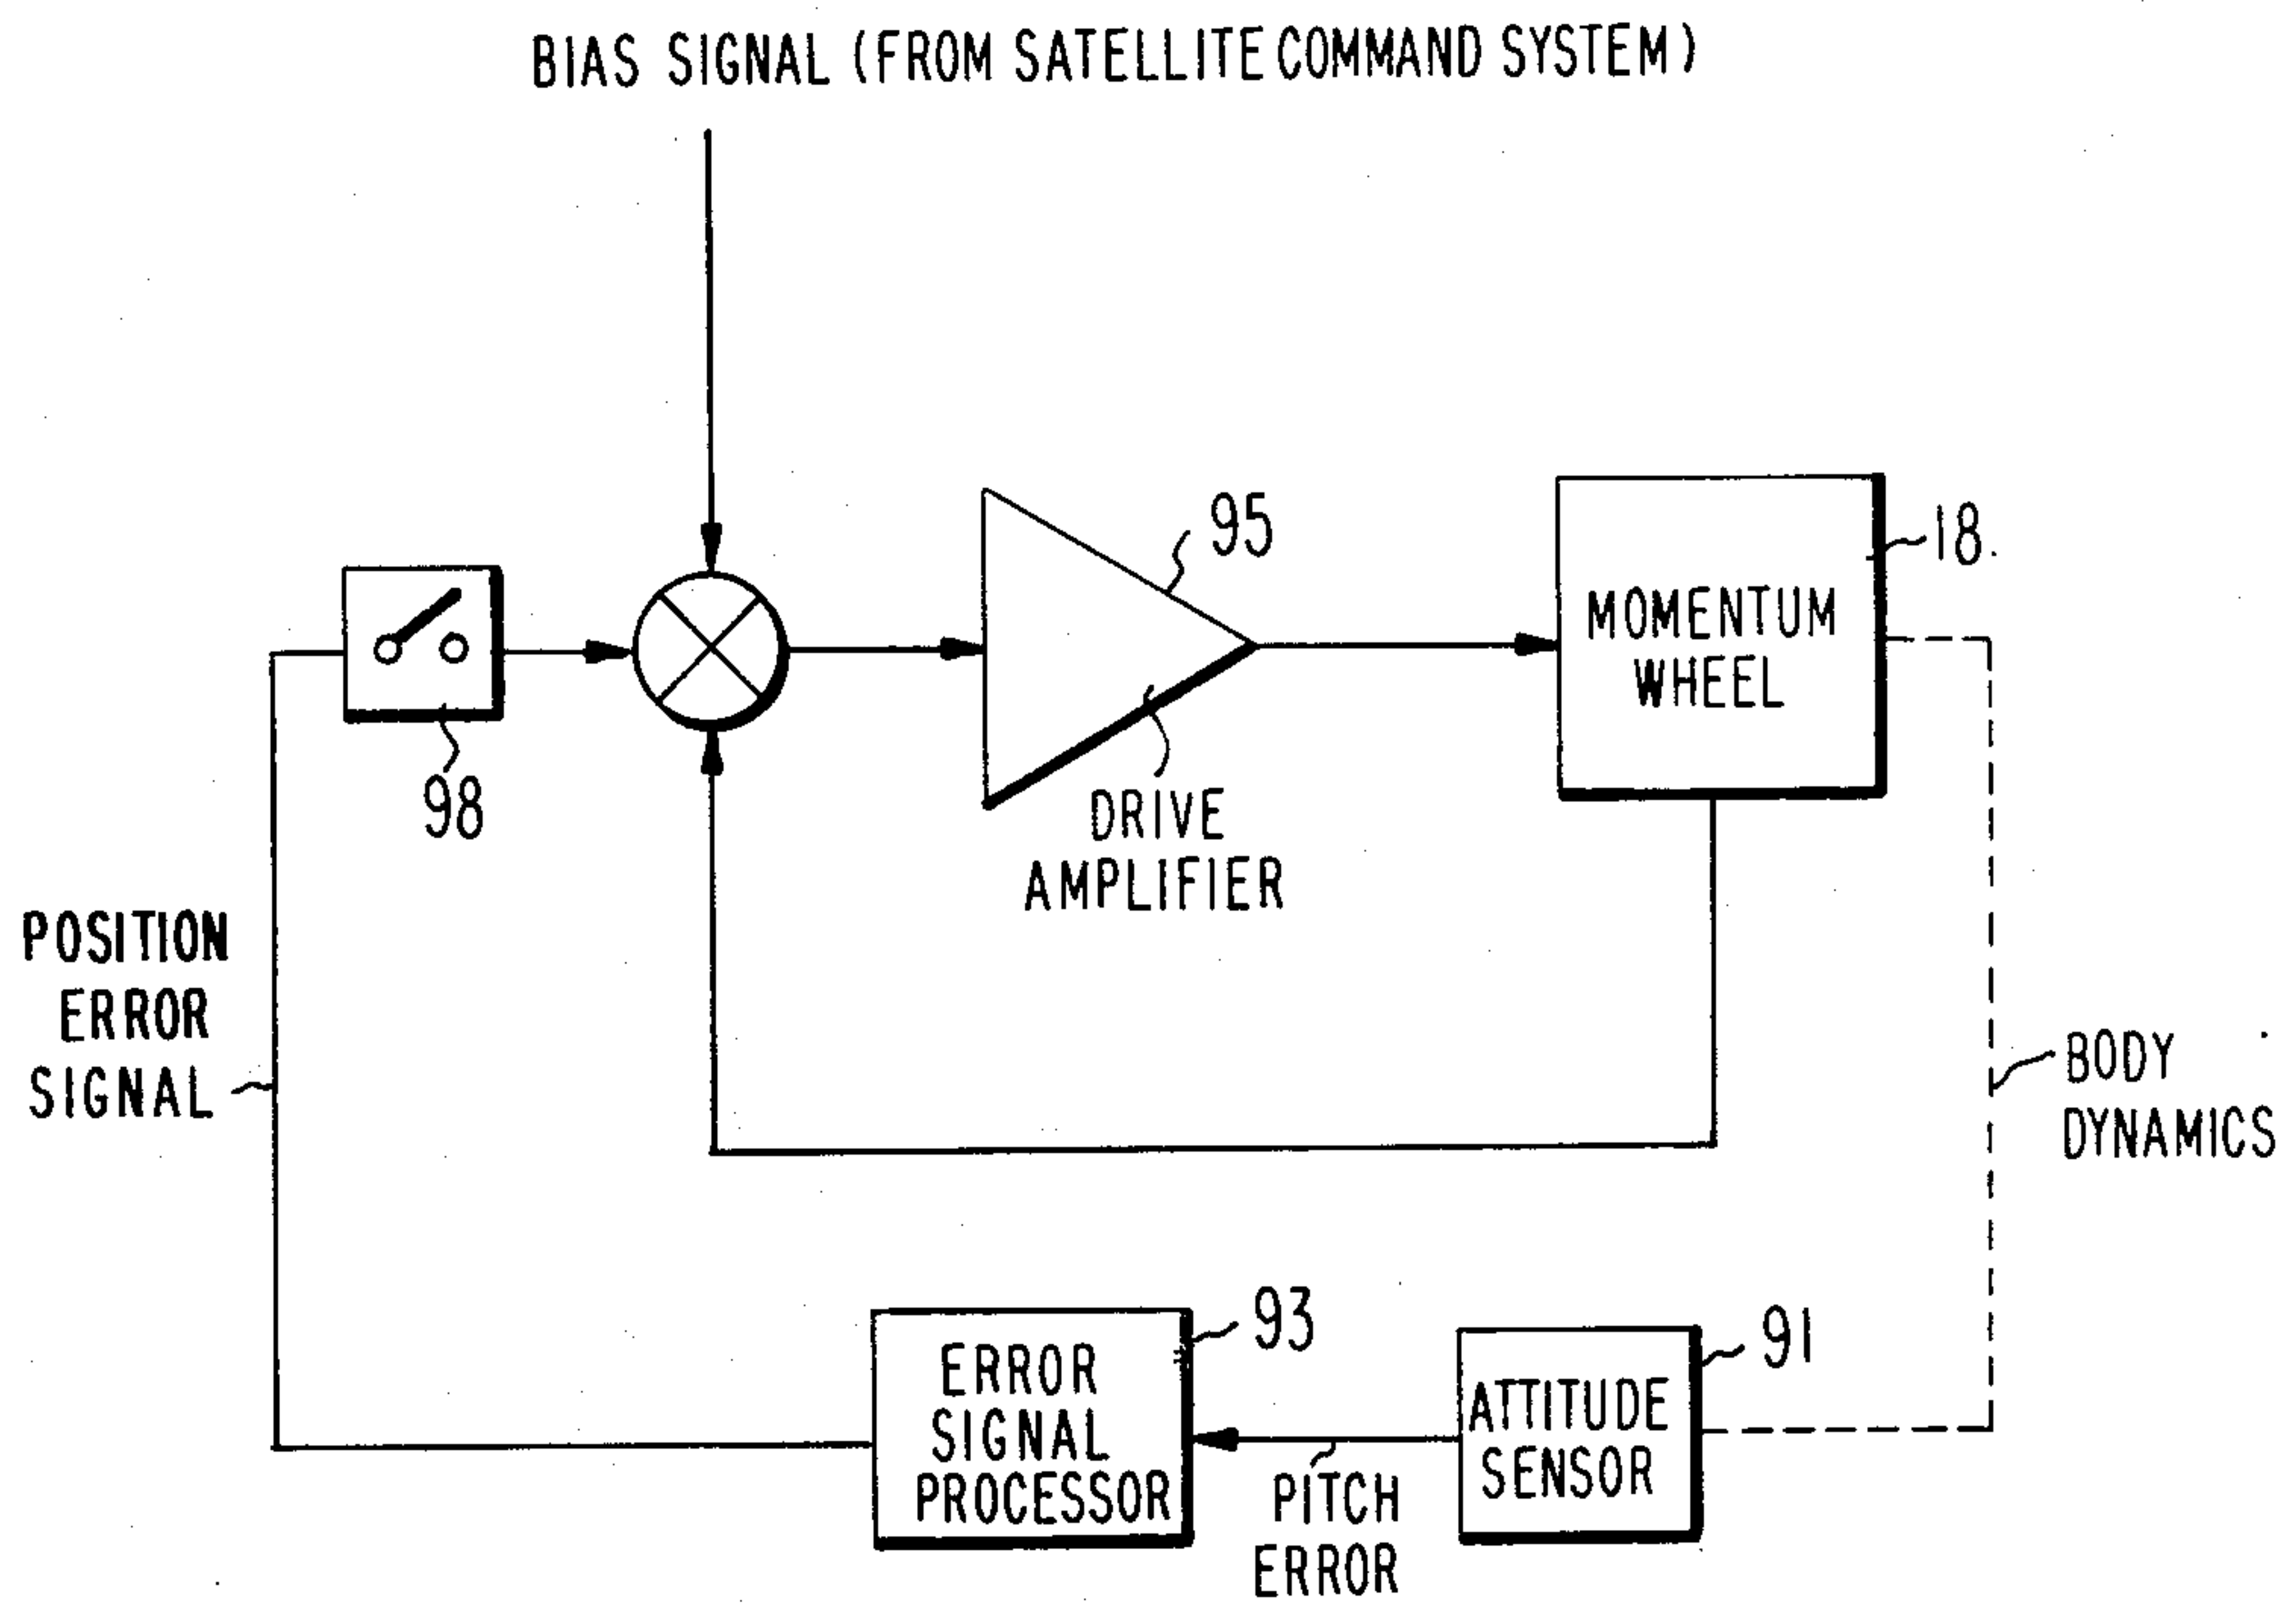 BIAS SIGNAL (FROM SATELLITE COMMAND SYSTEM)
95
18
MOMENTUM
WHEEL
98
DRIVE
AMPLIFIER
POSITION
ERROR
SIGNAL
BODY
DYNAMICS
93
91
ERROR
SIGNAL
PROCESSOR
PITCH
ERROR
ATTITUDE
SENSOR